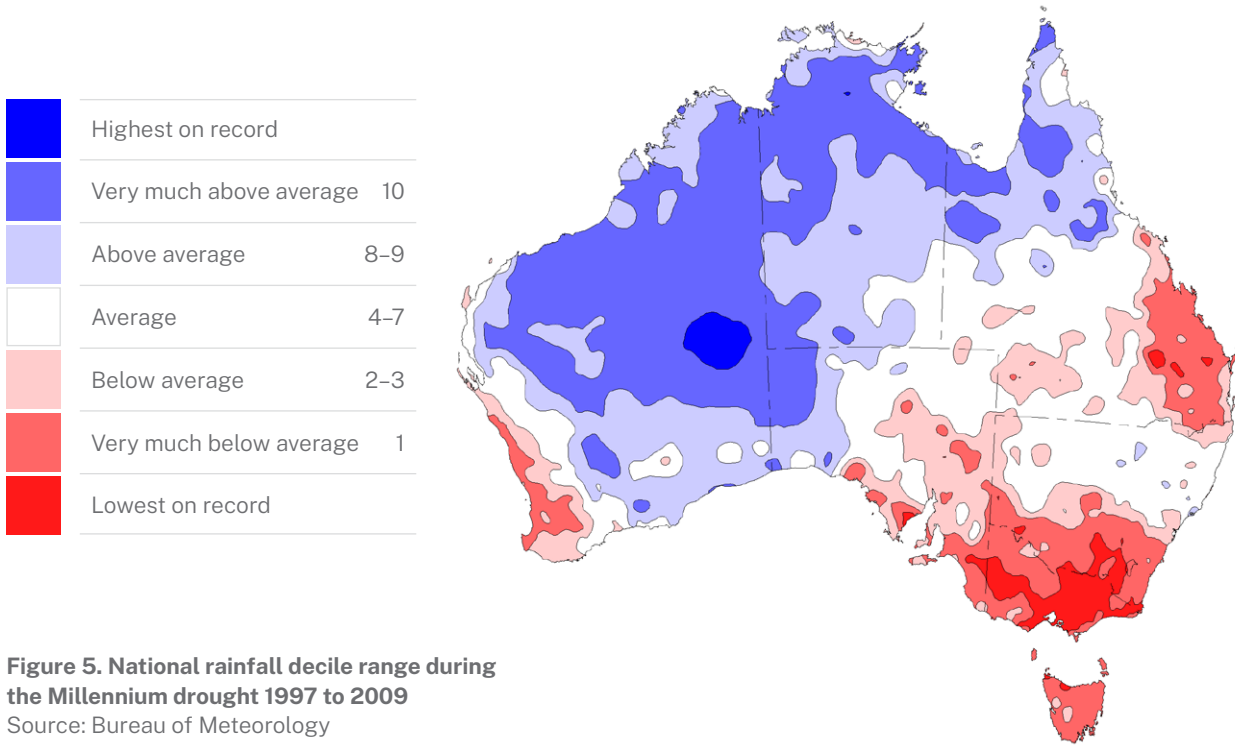 Highest on record
Very much above average 10
Above average 8–9
Average 4–7
Below average 2–3
Very much below average 1
Lowest on record
Figure 5. National rainfall decile range during
the Millennium drought 1997 to 2009
Source: Bureau of Meteorology